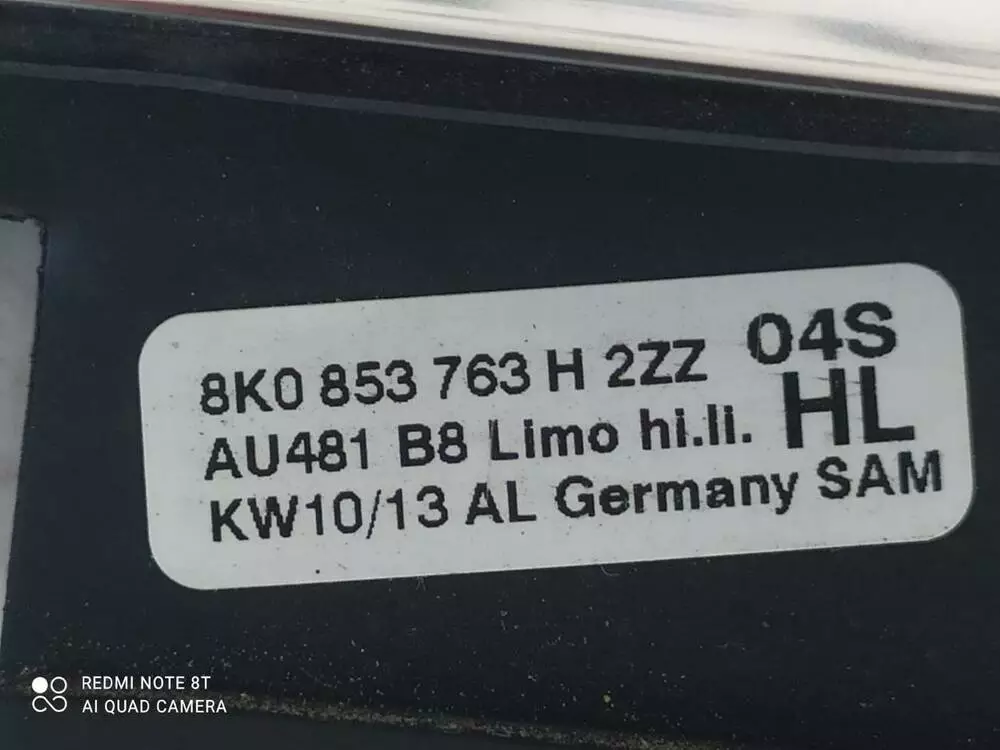 8K0 853 763 H 2ZZ 04S
AU481 B8 Limo hi.li. HL
KW10/13 AL Germany SAM
REDMI NOTE 8T
AI QUAD CAMERA